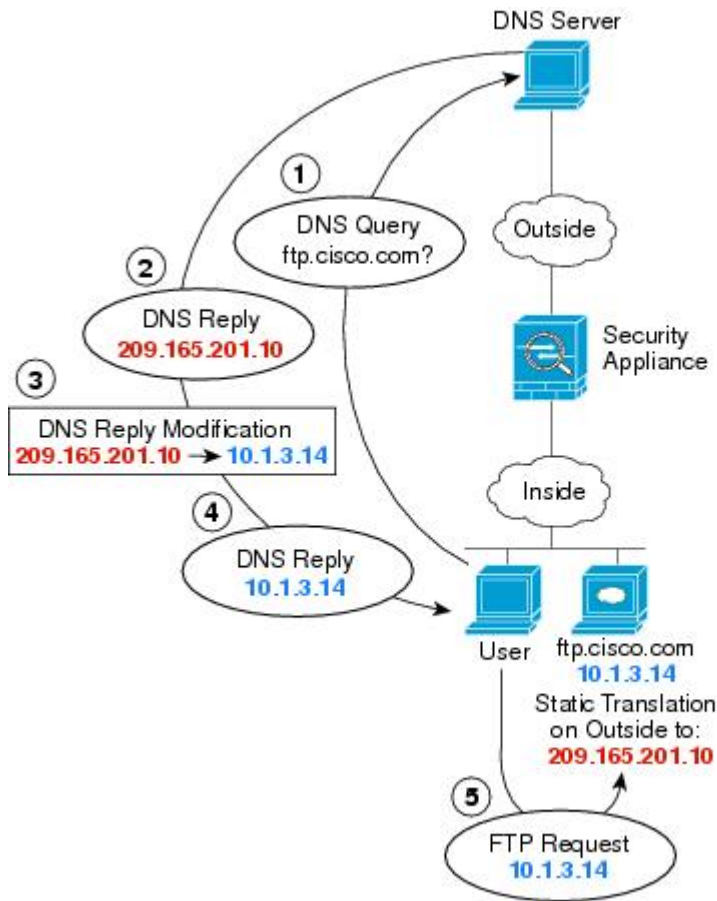 DNS Server
1
DNS Query
ftp.cisco.com?
Outside
2
DNS Reply
209.165.201.10
Security
Appliance
3
DNS Reply Modification
209.165.201.10 → 10.1.3.14
Inside
4
DNS Reply
10.1.3.14
User
ftp.cisco.com
10.1.3.14
Static Translation
on Outside to:
209.165.201.10
5
FTP Request
10.1.3.14